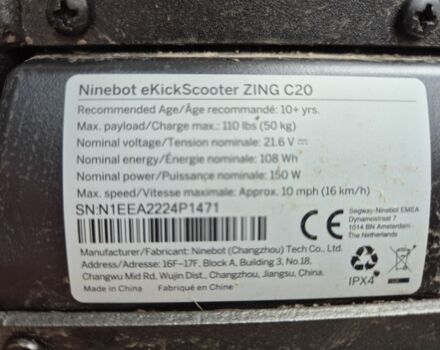 Ninebot eKickScooter ZING C20
Recommended Age/Âge recommandé: 10+ yrs.
Max. payload/Charge max.: 110 lbs (50 kg)
Nominal voltage/Tension nominale: 21.6 V
Nominal energy/Énergie nominale: 108 Wh
Nominal power/Puissance nominale: 150 W
Max. speed/Vitesse maximale: Approx. 10 mph (16 km/h)
SN:N1EEA2224P1471
CE
Segway-Ninebot EMEA
Dynamostraat 7
1014 BN Amsterdam
The Netherlands
Manufacturer/Fabricant: Ninebot (Changzhou) Tech Co., Ltd.
Address/Adresse: 16F-17F, Block A, Building 3, No.18,
Changwu Mid Rd, Wujin Dist., Changzhou, Jiangsu, China.
Made in China Fabriqué en Chine
IPX4